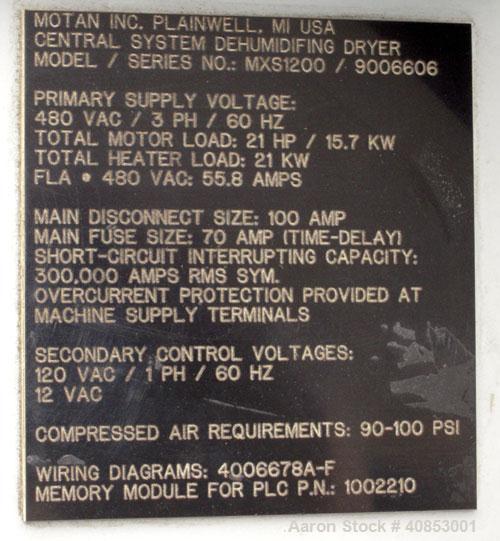 MOTAN INC. PLAINWELL, MI USA
CENTRAL SYSTEM DEHUMIDIFING DRYER
MODEL / SERIES NO.: MXS1200 / 9006606
PRIMARY SUPPLY VOLTAGE:
480 VAC / 3 PH / 60 HZ
TOTAL MOTOR LOAD: 21 HP / 15.7 KW
TOTAL HEATER LOAD: 21 KW
FLA @ 480 VAC: 55.8 AMPS
MAIN DISCONNECT SIZE: 100 AMP
MAIN FUSE SIZE: 70 AMP (TIME-DELAY)
SHORT-CIRCUIT INTERRUPTING CAPACITY:
300,000 AMPS RMS SYM.
OVERCURRENT PROTECTION PROVIDED AT
MACHINE SUPPLY TERMINALS
SECONDARY CONTROL VOLTAGES:
120 VAC / 1 PH / 60 HZ
12 VAC
COMPRESSED AIR REQUIREMENTS: 90-100 PSI
WIRING DIAGRAMS: 4006678A-F
MEMORY MODULE FOR PLC P.N.: 1002210
Aaron Stock # 40853001